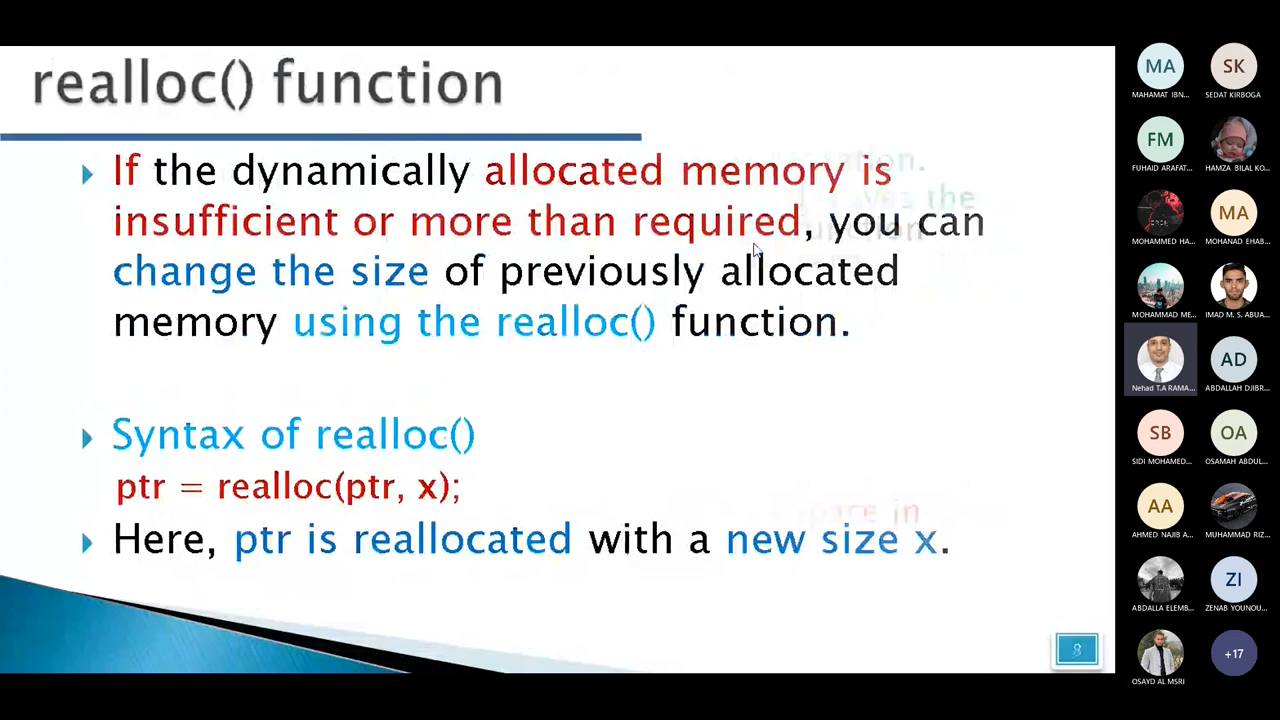 realloc() function
If the dynamically allocated memory is
insufficient or more than required, you can
change the size of previously allocated
memory using the realloc() function.
Syntax of realloc()
ptr = realloc(ptr, x);
Here, ptr is reallocated with a new size x.
8
MA
MAHAMAT IBN...
SK
SEDAT KIRBOGA
FM
FUHAID ARAFAT...
HAMZA BILAL KO...
MOHAMMED HA...
MA
MOHANAD EHAB...
MOHAMMAD ME...
IMAD M. S. ABUA...
Nehad T.A RAMA...
AD
ABDALLAH DJIBR...
SB
SIDI MOHAMED...
OA
OSAMAH ABDUL...
AA
AHMED NAJIB A...
MUHAMMAD RIZ...
ABDALLA ELEMB...
ZI
ZENAB YOUNOU...
OSAYD AL MSRI
+17